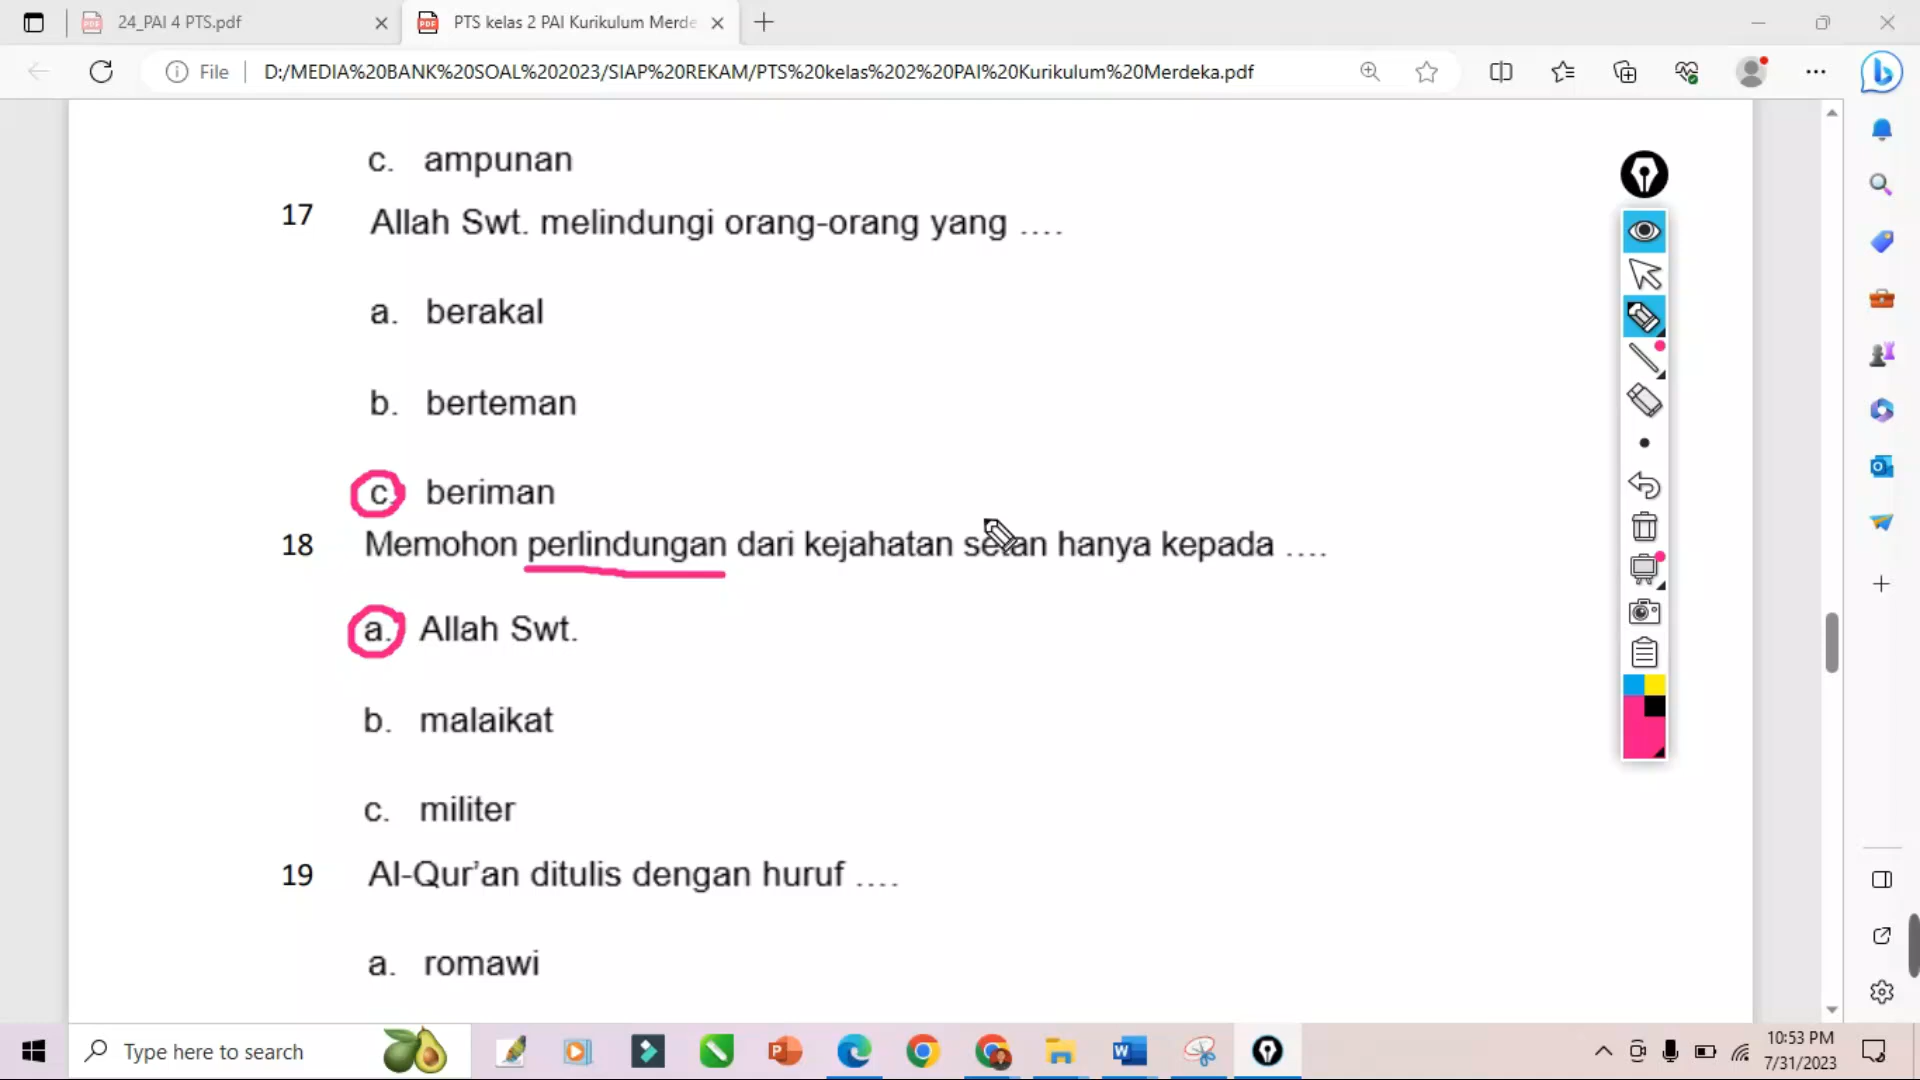 24_PAI 4 PTS.pdf
PTS kelas 2 PAI Kurikulum Merde
File
D:/MEDIA%20BANK%20SOAL%202023/SIAP%20REKAM/PTS%20kelas%202%20PAI%20Kurikulum%20Merdeka.pdf
c. ampunan
17 Allah Swt. melindungi orang-orang yang ....
a. berakal
b. berteman
c. beriman
18 Memohon perlindungan dari kejahatan setan hanya kepada ....
a. Allah Swt.
b. malaikat
c. militer
19 Al-Qur'an ditulis dengan huruf ....
a. romawi
Type here to search
10:53 PM
7/31/2023